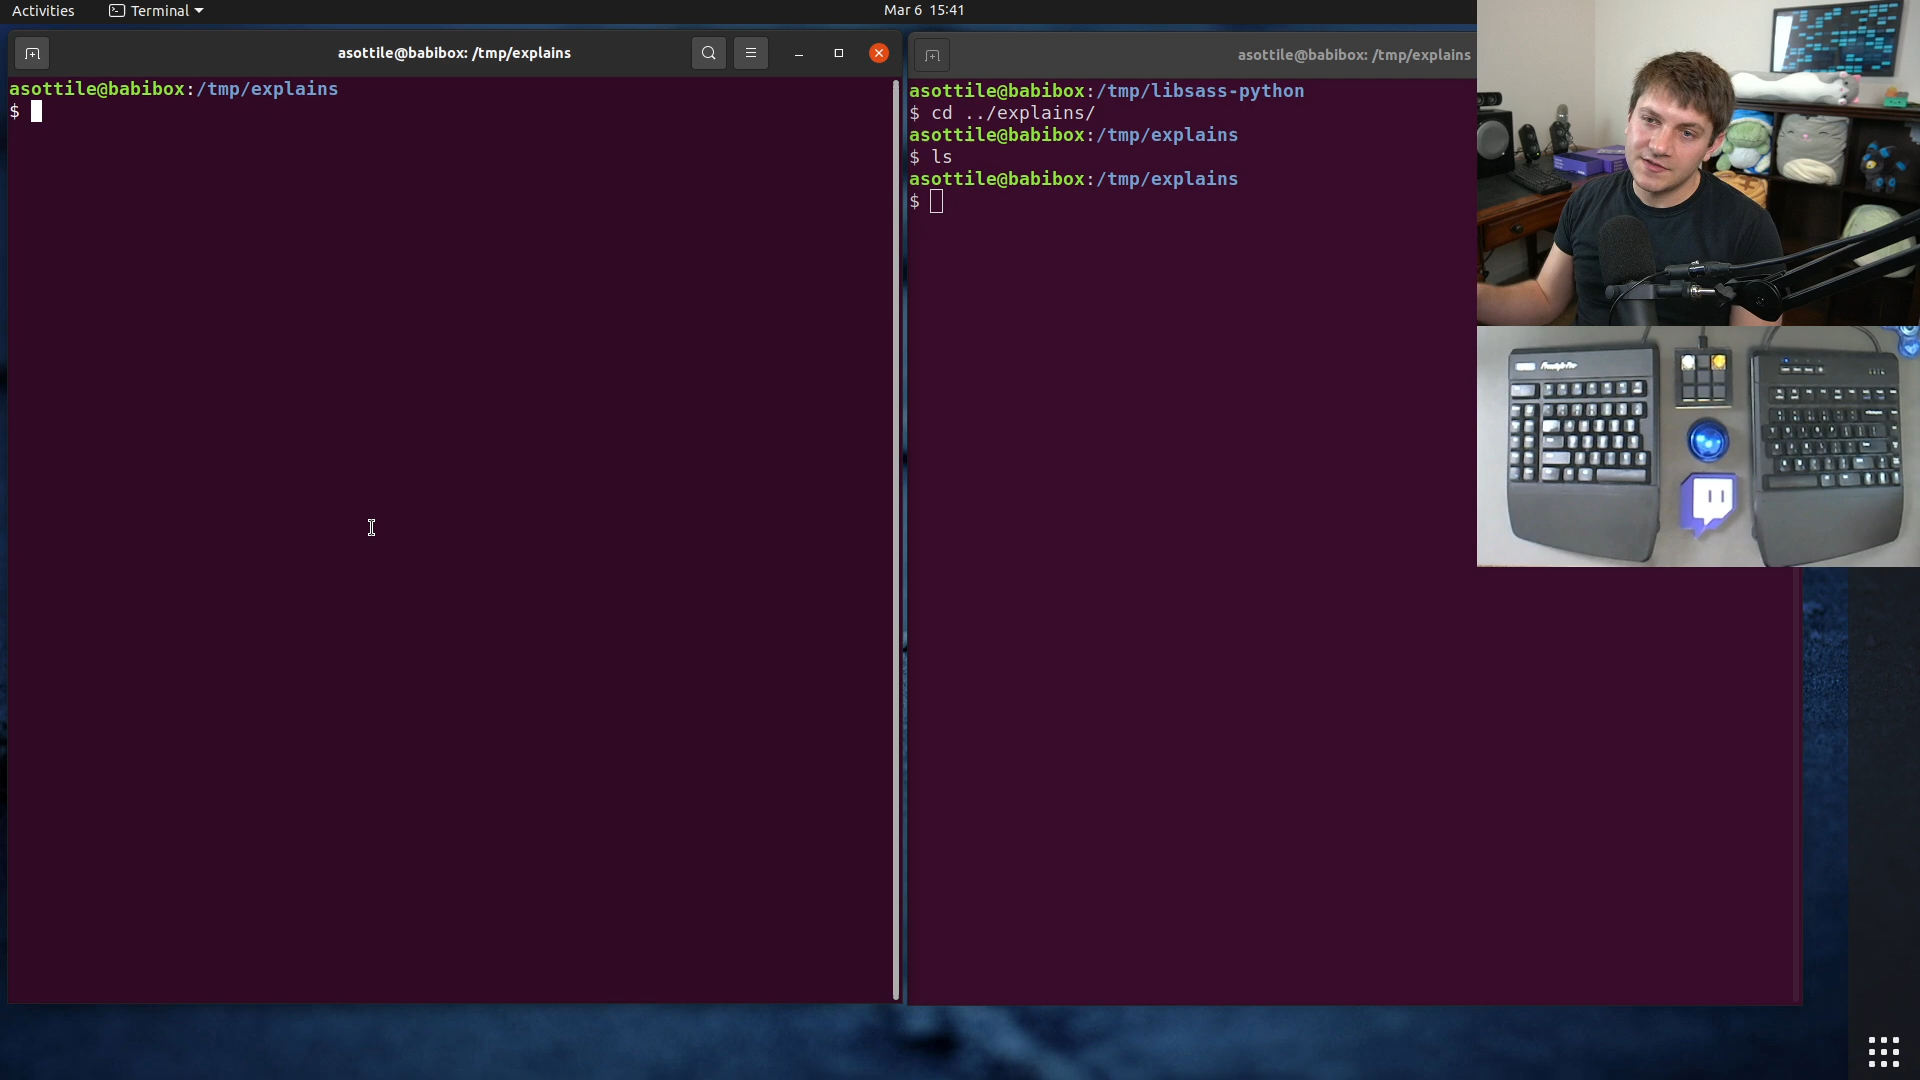 Activities
Terminal
Mar 6 15:41
asottile@babibox: /tmp/explains
asottile@babibox:/tmp/explains
$
asottile@babibox: /tmp/explains
asottile@babibox:/tmp/libsass-python
$ cd ../explains/
asottile@babibox:/tmp/explains
$ ls
asottile@babibox:/tmp/explains
$